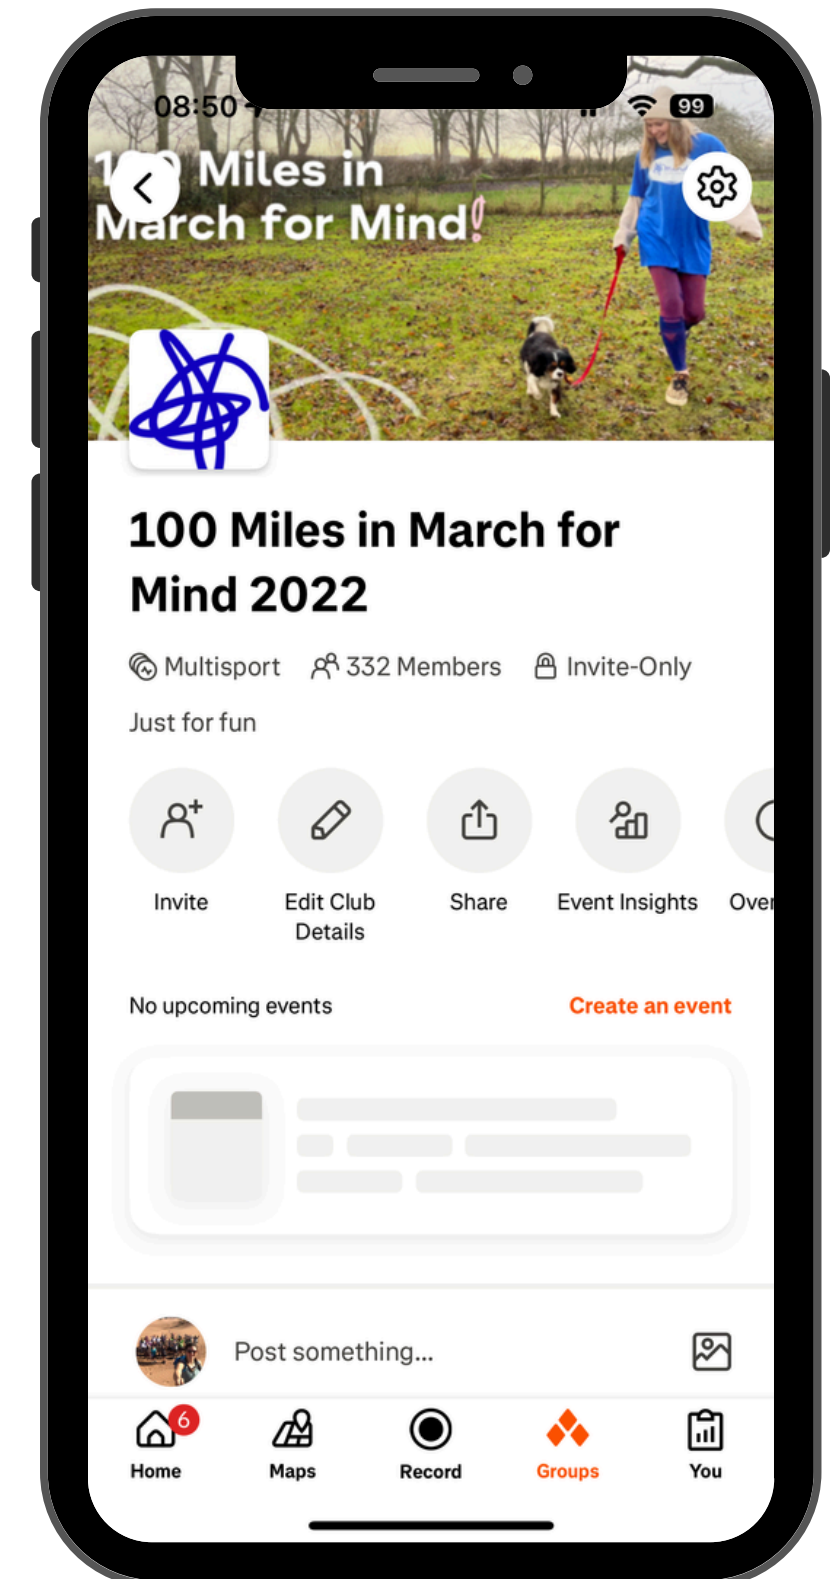 08:50
99
100 Miles in
March for Mind!
100 Miles in March for
Mind 2022
Multisport
332 Members
Invite-Only
Just for fun
Invite
Edit Club
Details
Share
Event Insights
Over
No upcoming events
Create an event
Post something...
6
Home
Maps
Record
Groups
You